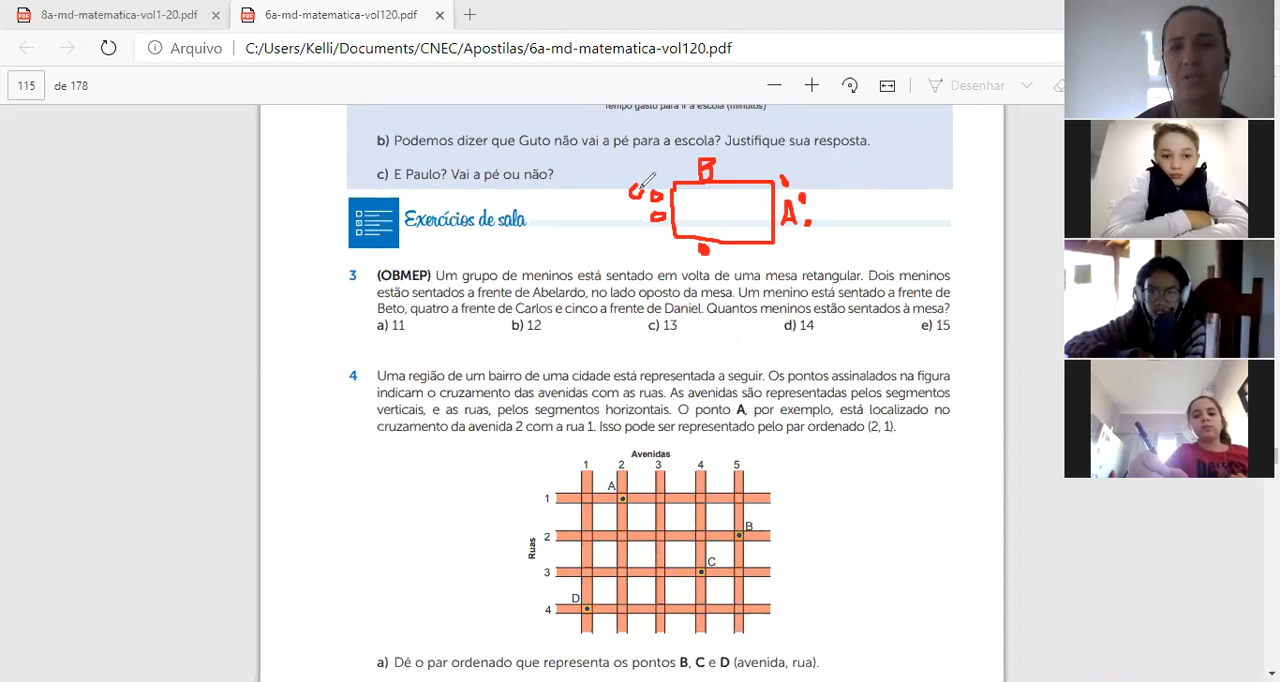 8a-md-matematica-vol1-20.pdf
6a-md-matematica-vol120.pdf
Arquivo
C:/Users/Kelli/Documents/CNEC/Apostilas/6a-md-matematica-vol120.pdf
115
de 178
Desenhar
Tempo gasto para ir à escola (minutos)
b) Podemos dizer que Guto não vai a pé para a escola? Justifique sua resposta.
c) E Paulo? Vai a pé ou não?
B
C
A
Exercícios de sala
3 (OBMEP) Um grupo de meninos está sentado em volta de uma mesa retangular. Dois meninos
estão sentados a frente de Abelardo, no lado oposto da mesa. Um menino está sentado a frente de
Beto, quatro a frente de Carlos e cinco a frente de Daniel. Quantos meninos estão sentados à mesa?
a) 11 b) 12 c) 13 d) 14 e) 15
4 Uma região de um bairro de uma cidade está representada a seguir. Os pontos assinalados na figura
indicam o cruzamento das avenidas com as ruas. As avenidas são representadas pelos segmentos
verticais, e as ruas, pelos segmentos horizontais. O ponto A, por exemplo, está localizado no
cruzamento da avenida 2 com a rua 1. Isso pode ser representado pelo par ordenado (2, 1).
Avenidas
1 2 3 4 5
A
1
B
2
Ruas
C
3
D
4
a) Dê o par ordenado que representa os pontos B, C e D (avenida, rua).